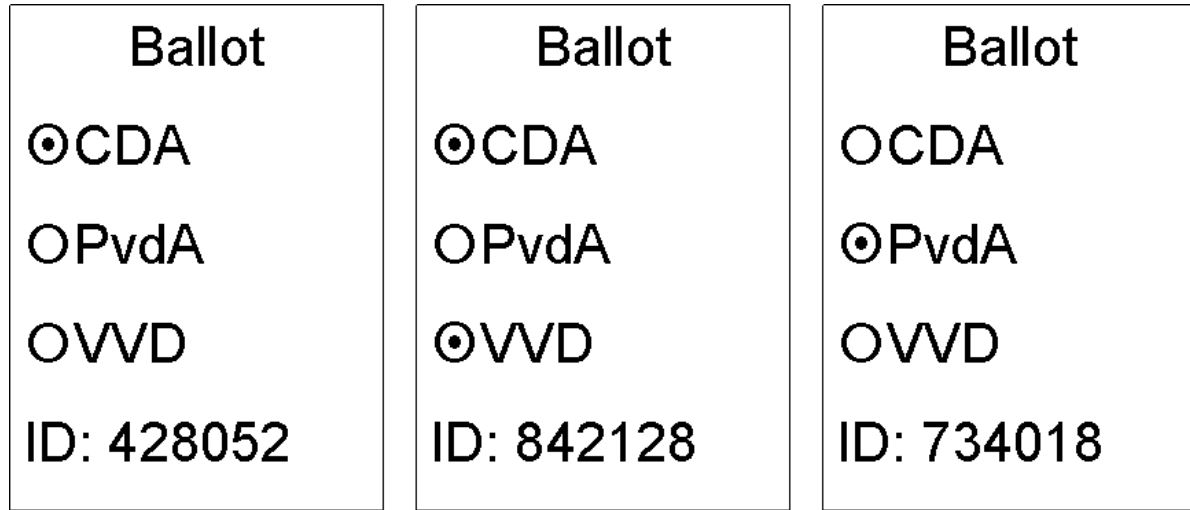 Ballot
CDA
PvdA
VVD
ID: 428052
Ballot
CDA
PvdA
VVD
ID: 842128
Ballot
CDA
PvdA
VVD
ID: 734018